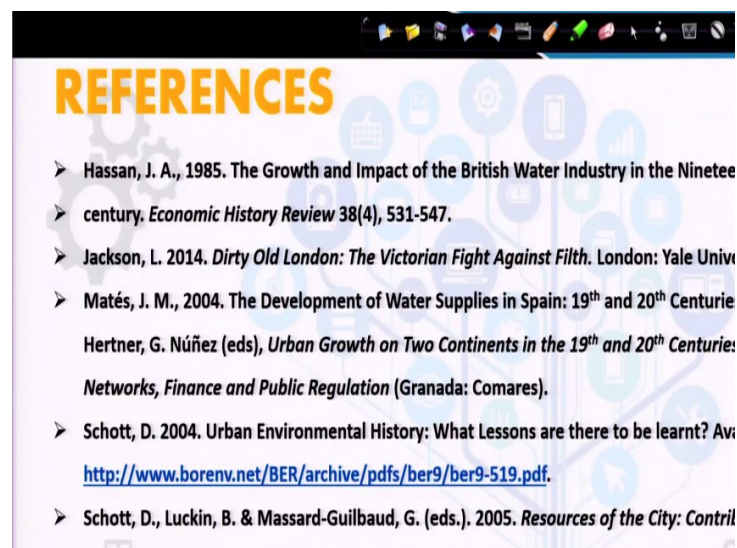 REFERENCES
➤ Hassan, J. A., 1985. The Growth and Impact of the British Water Industry in the Ninetee
➤ century. Economic History Review 38(4), 531-547.
➤ Jackson, L. 2014. Dirty Old London: The Victorian Fight Against Filth. London: Yale Unive
➤ Matés, J. M., 2004. The Development of Water Supplies in Spain: 19th and 20th Centurie
Hertner, G. Núñez (eds), Urban Growth on Two Continents in the 19th and 20th Centuries
Networks, Finance and Public Regulation (Granada: Comares).
➤ Schott, D. 2004. Urban Environmental History: What Lessons are there to be learnt? Ava
http://www.borenv.net/BER/archive/pdfs/ber9/ber9-519.pdf.
➤ Schott, D., Luckin, B. & Massard-Guilbaud, G. (eds.). 2005. Resources of the City: Contrib